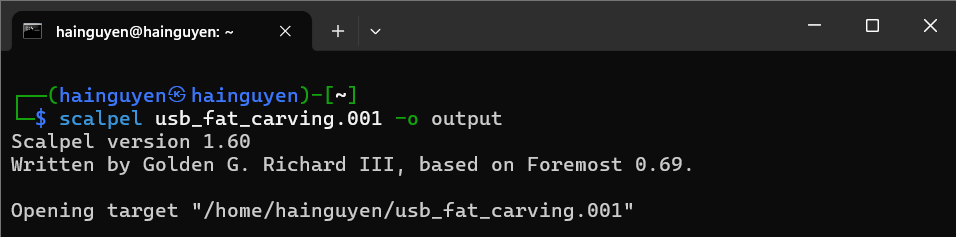 hainguyen@hainguyen: ~
┌──(hainguyen㉿hainguyen)-[~]
└─$ scalpel usb_fat_carving.001 -o output
Scalpel version 1.60
Written by Golden G. Richard III, based on Foremost 0.69.
Opening target "/home/hainguyen/usb_fat_carving.001"